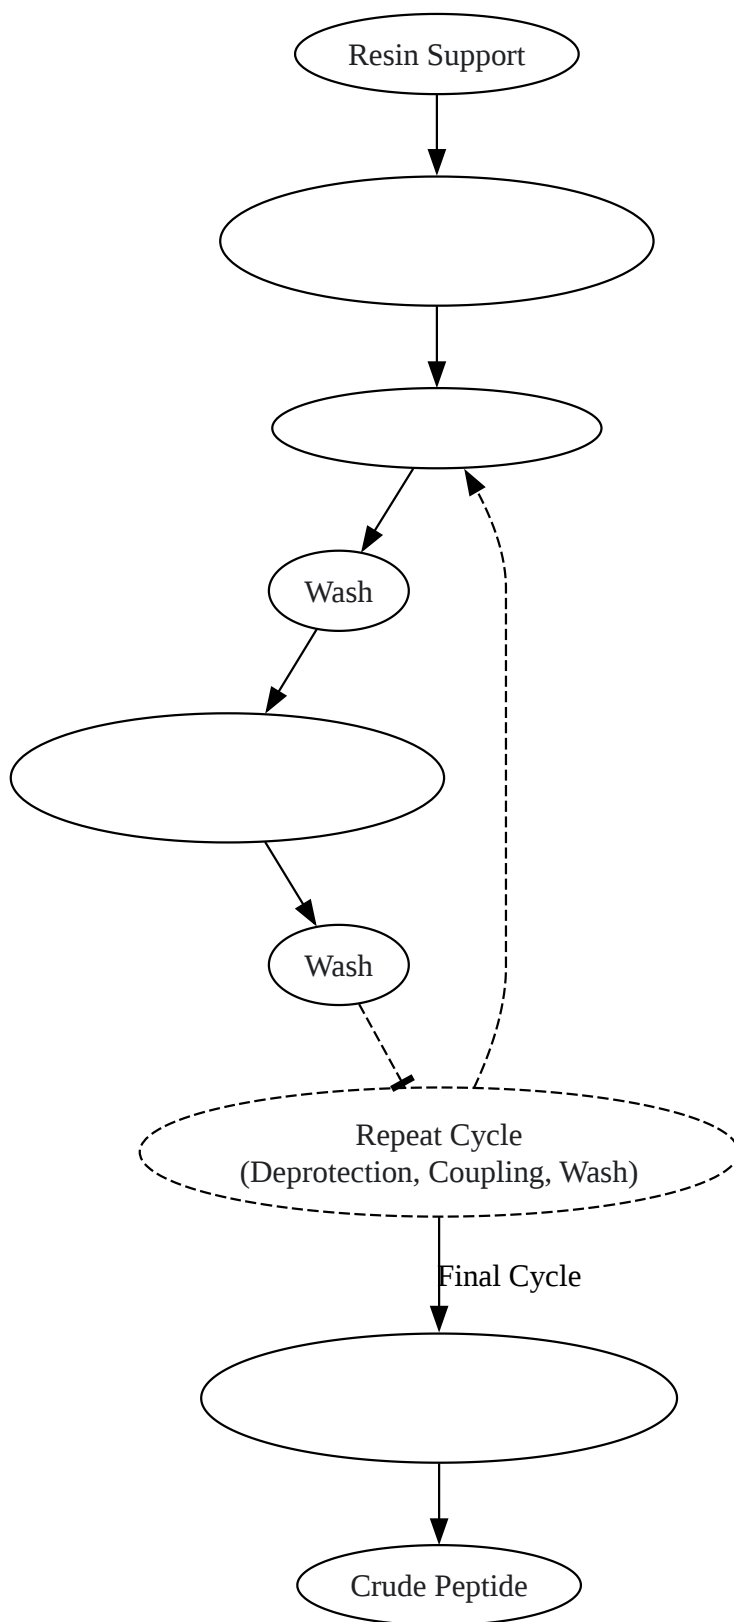 Resin Support
Wash
Wash
Repeat Cycle
(Deprotection, Coupling, Wash)
Final Cycle
Crude Peptide